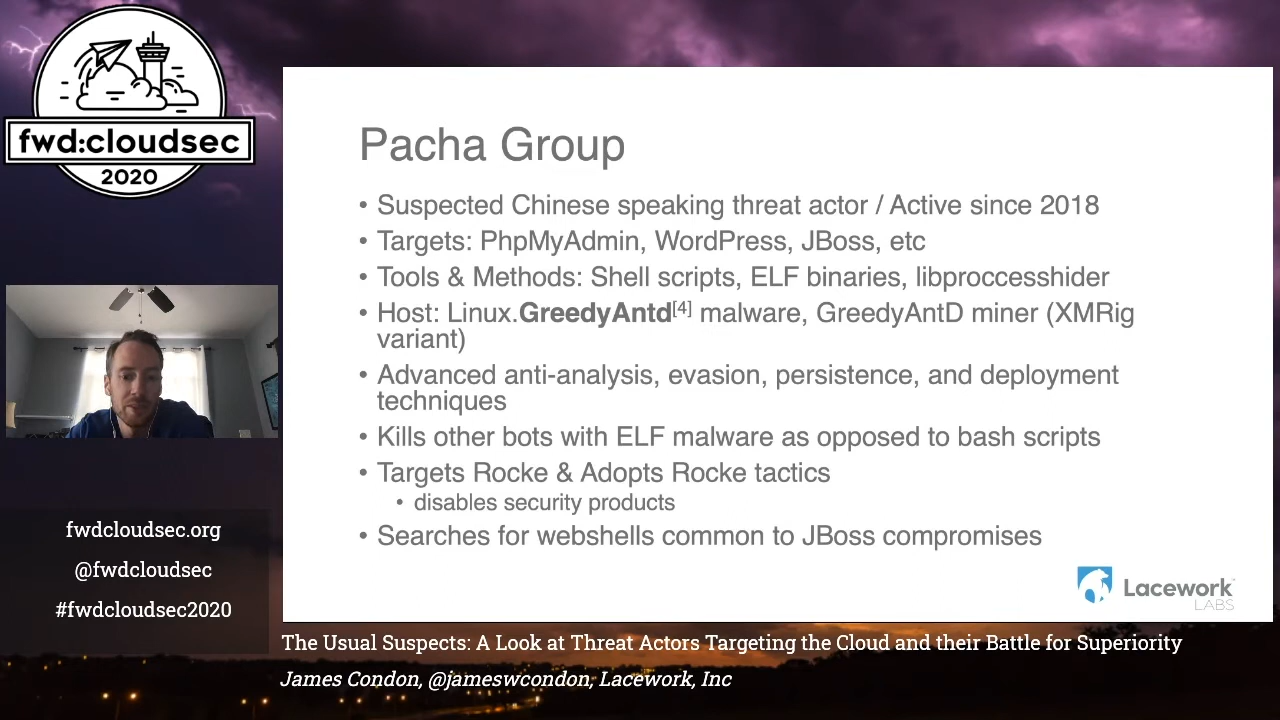 fwd:cloudsec
2020
Pacha Group
• Suspected Chinese speaking threat actor / Active since 2018
• Targets: PhpMyAdmin, WordPress, JBoss, etc
• Tools & Methods: Shell scripts, ELF binaries, libproccesshider
• Host: Linux.GreedyAntd[4] malware, GreedyAntD miner (XMRig
variant)
• Advanced anti-analysis, evasion, persistence, and deployment
techniques
• Kills other bots with ELF malware as opposed to bash scripts
• Targets Rocke & Adopts Rocke tactics
• disables security products
• Searches for webshells common to JBoss compromises
Lacework™
LABS
fwdcloudsec.org
@fwdcloudsec
#fwdcloudsec2020
The Usual Suspects: A Look at Threat Actors Targeting the Cloud and their Battle for Superiority
James Condon, @jameswcondon, Lacework, Inc